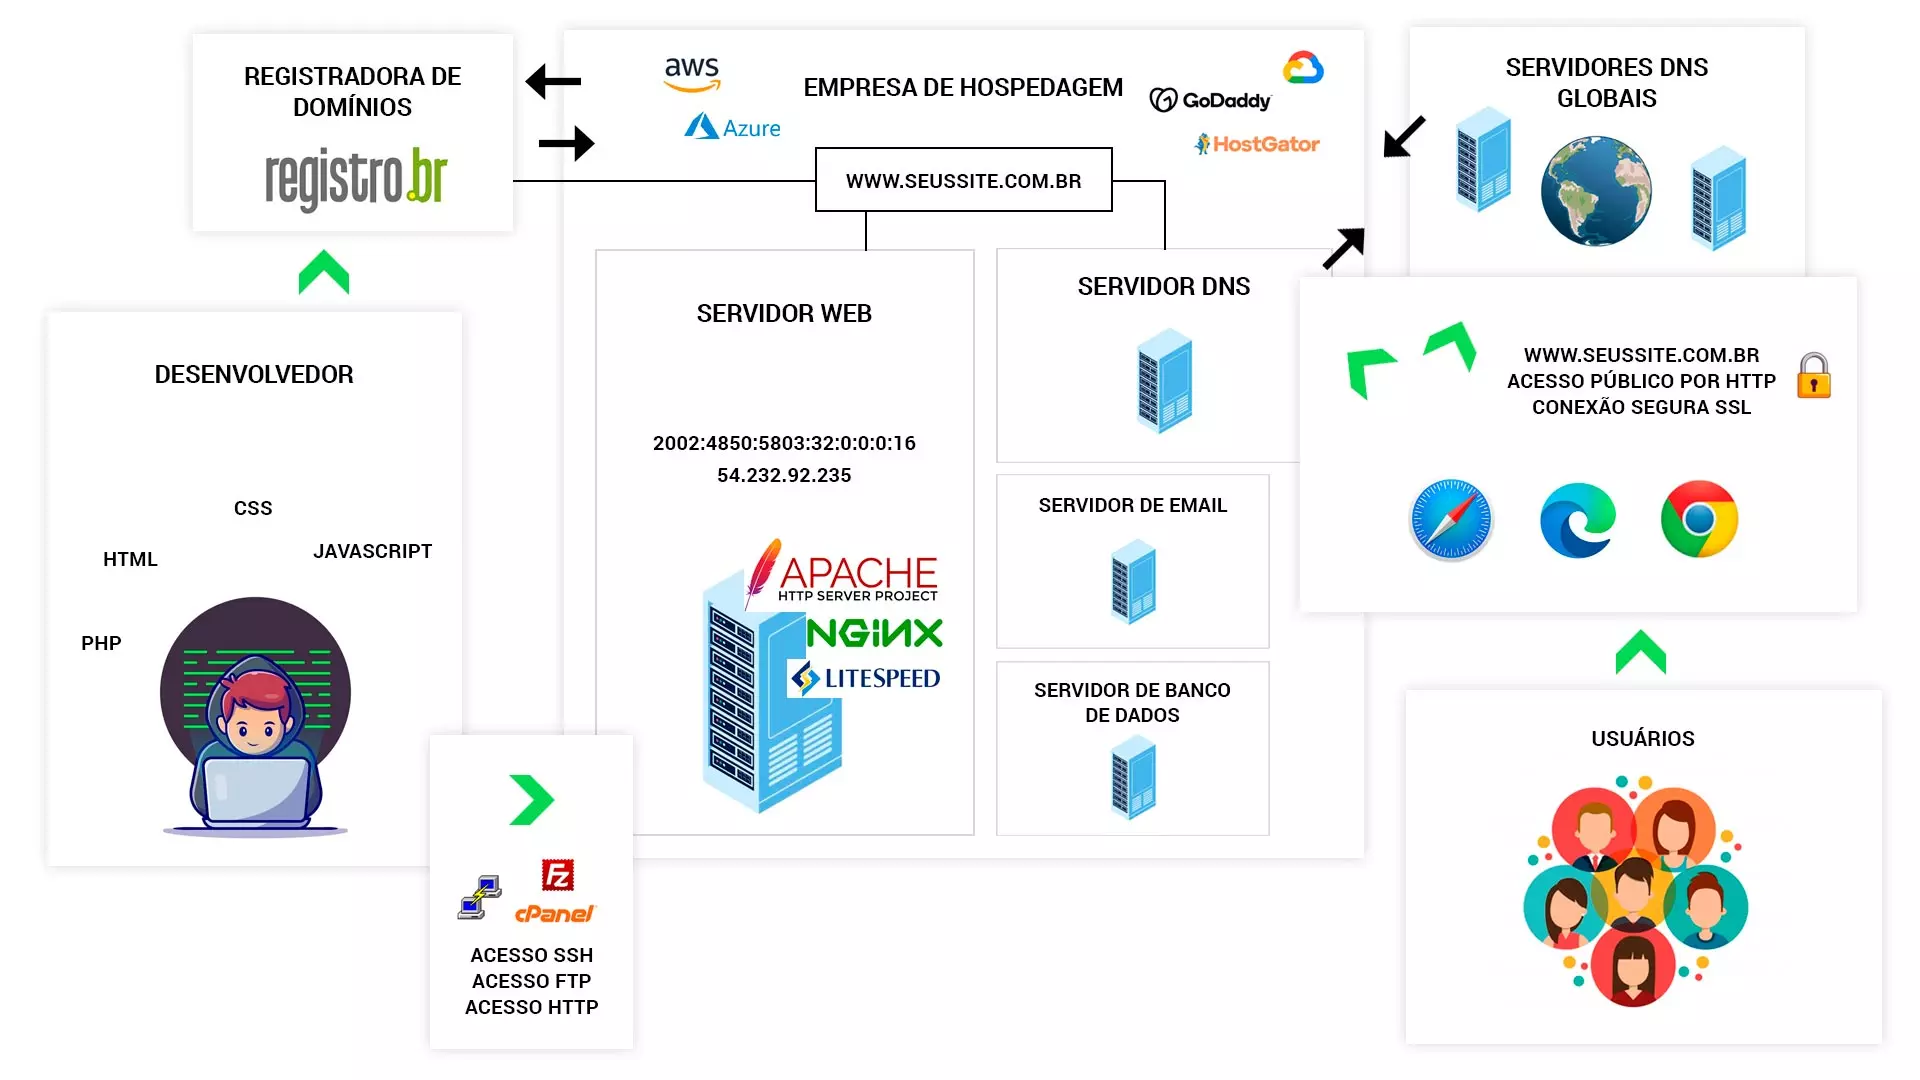 REGISTRADORA DE
DOMÍNIOS
registro.br
aws
Azure
EMPRESA DE HOSPEDAGEM
GoDaddy
HostGator
WWW.SEUSSITE.COM.BR
SERVIDORES DNS
GLOBAIS
DESENVOLVEDOR
CSS
HTML
JAVASCRIPT
PHP
SERVIDOR WEB
2002:4850:5803:32:0:0:0:16
54.232.92.235
APACHE
HTTP SERVER PROJECT
NGINX
LITESPEED
SERVIDOR DNS
SERVIDOR DE EMAIL
SERVIDOR DE BANCO
DE DADOS
WWW.SEUSSITE.COM.BR
ACESSO PÚBLICO POR HTTP
CONEXÃO SEGURA SSL
Fz
cPanel
ACESSO SSH
ACESSO FTP
ACESSO HTTP
USUÁRIOS